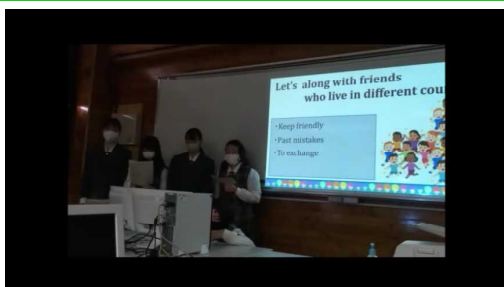 Let's along with friends
who live in different cou
・Keep friendly
・Past mistakes
・To exchange